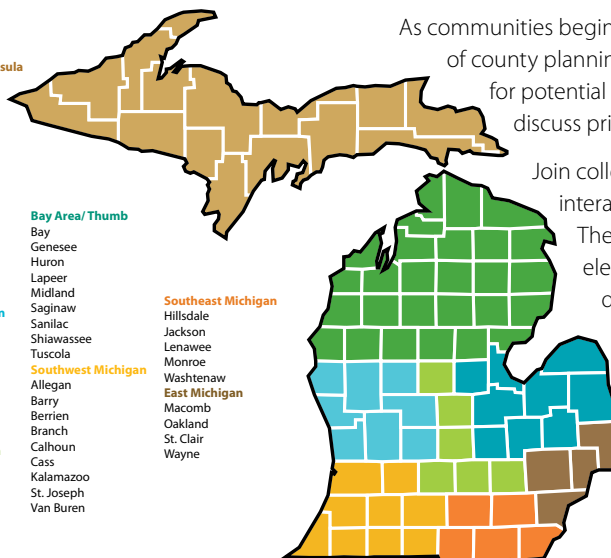 sula
n
Bay Area/ Thumb
Bay
Genesee
Huron
Lapeer
Midland
Saginaw
Sanilac
Shiawassee
Tuscola
Southwest Michigan
Allegan
Barry
Berrien
Branch
Calhoun
Cass
Kalamazoo
St. Joseph
Van Buren
Southeast Michigan
Hillsdale
Jackson
Lenawee
Monroe
Washtenaw
East Michigan
Macomb
Oakland
St. Clair
Wayne
As communities begin
of county planning
for potential
discuss pri
Join colle
intera
The
ele